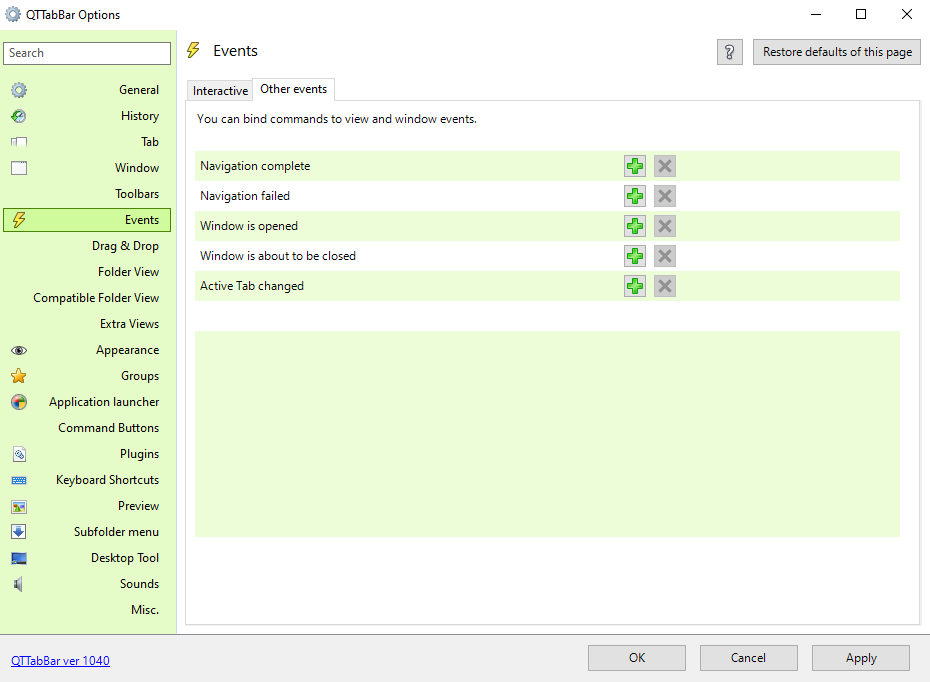 QTTabBar Options
Search
General
History
Tab
Window
Toolbars
Events
Drag & Drop
Folder View
Compatible Folder View
Extra Views
Appearance
Groups
Application launcher
Command Buttons
Plugins
Keyboard Shortcuts
Preview
Subfolder menu
Desktop Tool
Sounds
Misc.
Events
?
Restore defaults of this page
Interactive
Other events
You can bind commands to view and window events.
Navigation complete
Navigation failed
Window is opened
Window is about to be closed
Active Tab changed
QTTabBar ver 1040
OK
Cancel
Apply